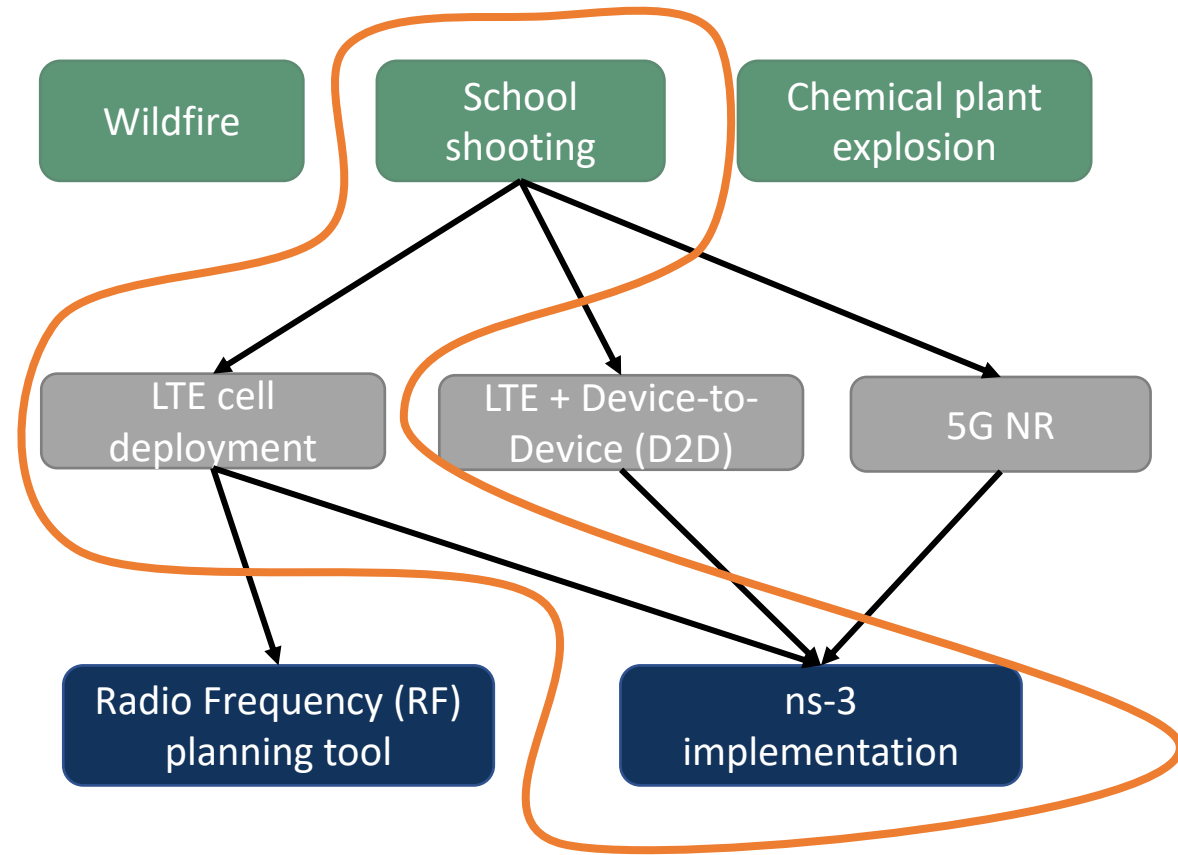 Wildfire
School
shooting
Chemical plant
explosion
LTE cell
deployment
LTE + Device-to-
Device (D2D)
5G NR
Radio Frequency (RF)
planning tool
ns-3
implementation